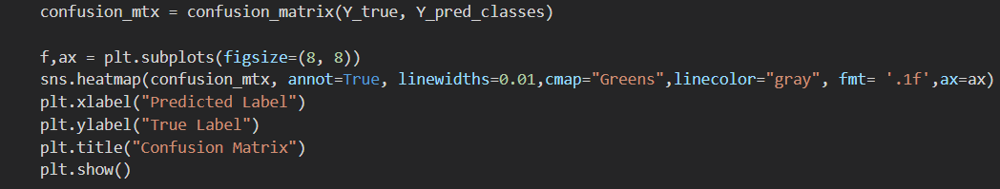 confusion_mtx = confusion_matrix(Y_true, Y_pred_classes)
f,ax = plt.subplots(figsize=(8, 8))
sns.heatmap(confusion_mtx, annot=True, linewidths=0.01,cmap="Greens",linecolor="gray", fmt= '.1f',ax=ax)
plt.xlabel("Predicted Label")
plt.ylabel("True Label")
plt.title("Confusion Matrix")
plt.show()